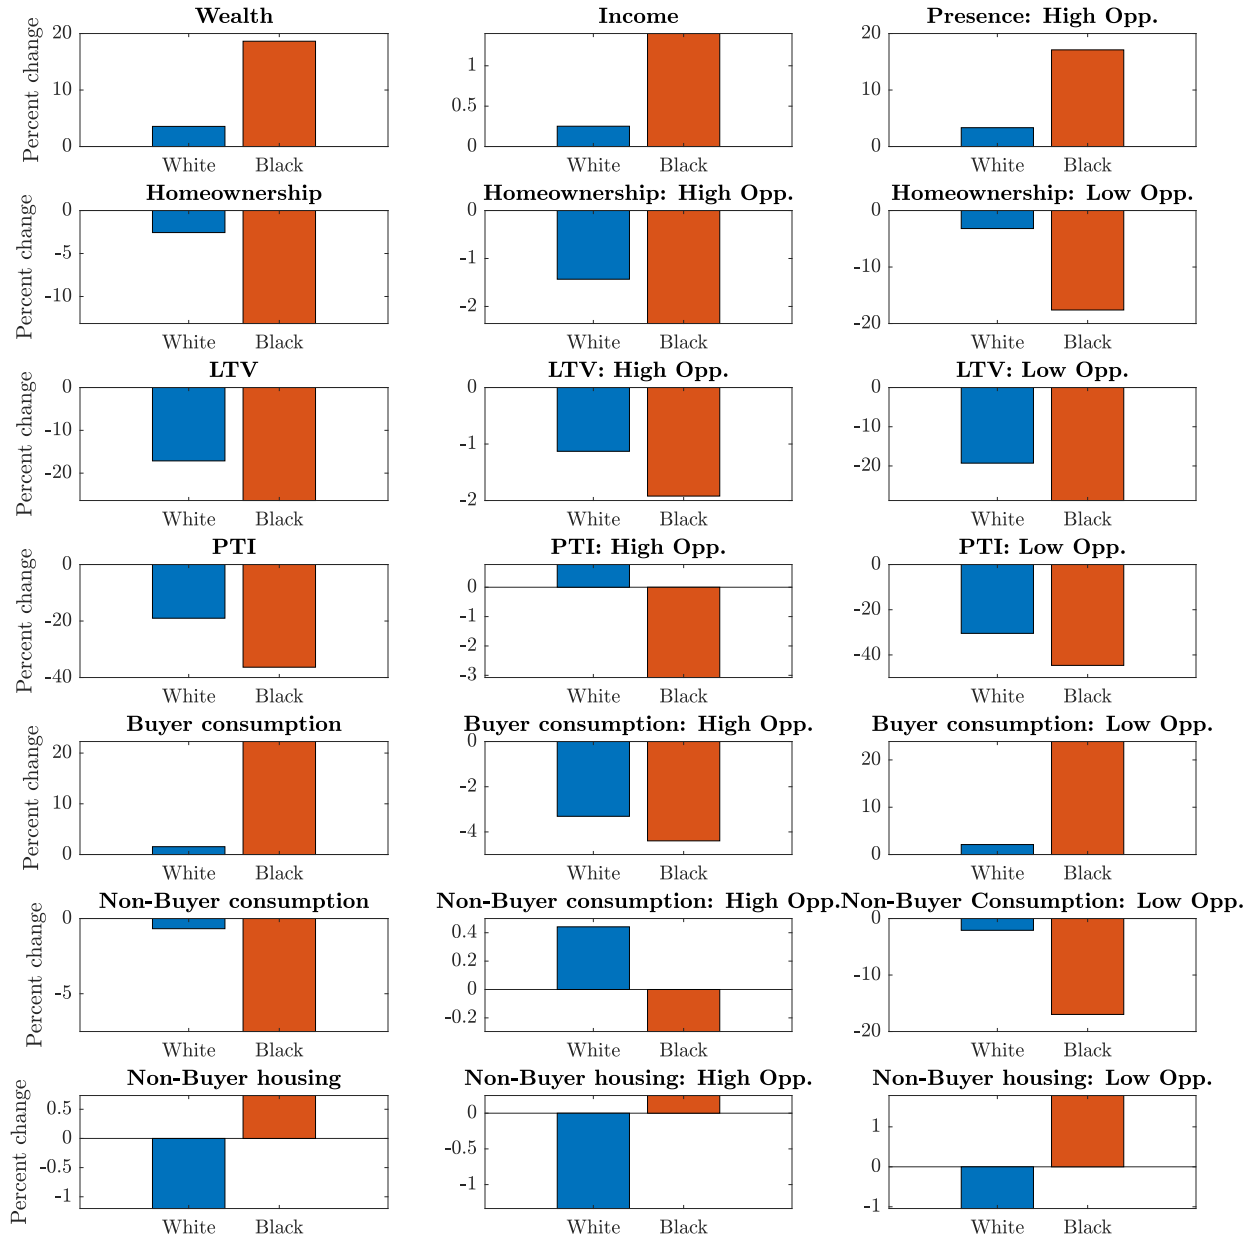 Wealth
Income
Presence: High Opp.
Percent change
20
10
0
White
Black
1
0.5
0
White
Black
20
10
0
White
Black
Homeownership
Homeownership: High Opp.
Homeownership: Low Opp.
Percent change
0
-5
-10
White
Black
0
-1
-2
White
Black
0
-10
-20
White
Black
LTV
LTV: High Opp.
LTV: Low Opp.
Percent change
0
-10
-20
White
Black
0
-1
-2
White
Black
0
-10
-20
White
Black
PTI
PTI: High Opp.
PTI: Low Opp.
Percent change
0
-20
-40
White
Black
0
-1
-2
-3
White
Black
0
-20
-40
White
Black
Buyer consumption
Buyer consumption: High Opp.
Buyer consumption: Low Opp.
Percent change
20
10
0
White
Black
0
-2
-4
White
Black
20
10
0
White
Black
Non-Buyer consumption
Non-Buyer consumption: High Opp.
Non-Buyer Consumption: Low Opp.
Percent change
0
-5
White
Black
0.4
0.2
0
-0.2
White
Black
0
-10
-20
White
Black
Non-Buyer housing
Non-Buyer housing: High Opp.
Non-Buyer housing: Low Opp.
Percent change
0.5
0
-0.5
-1
White
Black
0
-0.5
-1
White
Black
1
0
-1
White
Black